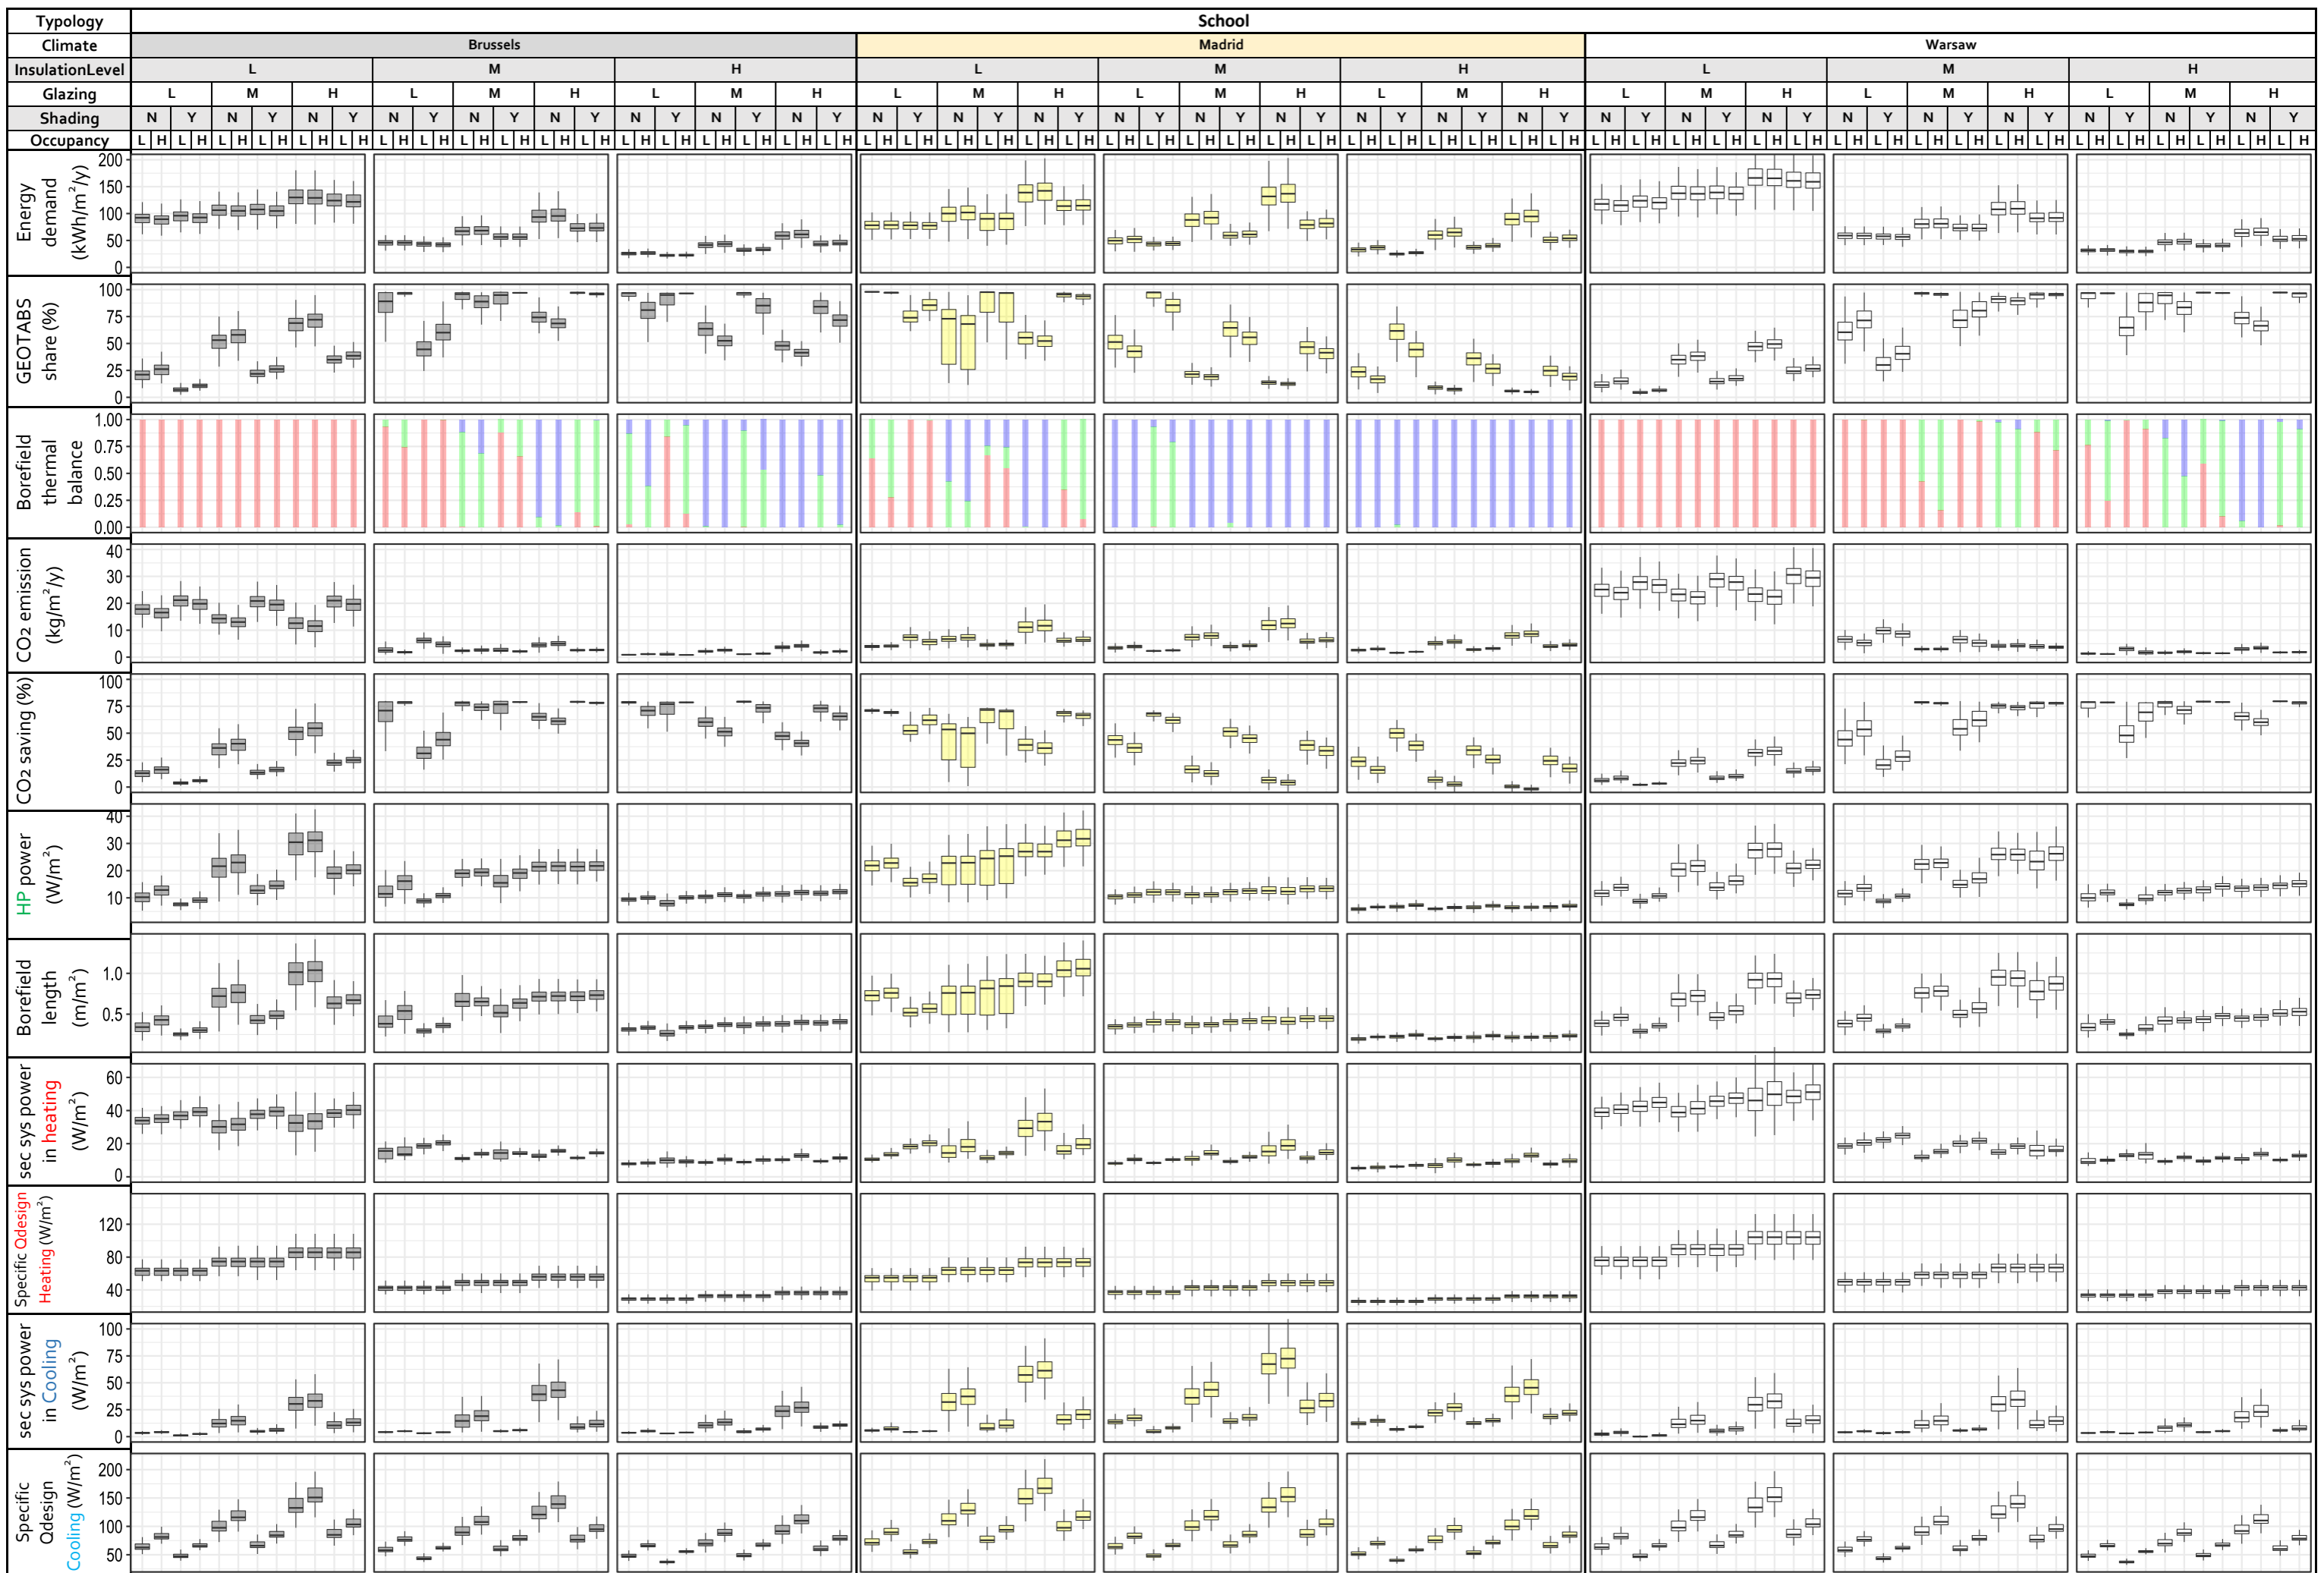 Typology School
Climate Brussels Madrid Warsaw
InsulationLevel L M H L M H L M H
Glazing L M H L M H L M H L M H L M H L M H L M H L M H L M H
Shading N Y N Y N Y N Y N Y N Y N Y N Y N Y N Y N Y N Y N Y N Y N Y N Y N Y N Y N Y N Y N Y N Y N Y N Y N Y N Y N Y
Occupancy L H L H L H L H L H L H L H L H L H L H L H L H L H L H L H L H L H L H L H L H L H L H L H L H L H L H L H L H L H L H L H L H L H L H L H L H L H L H L H L H L H L H L H L H L H L H L H L H L H L H L H L H L H L H
Energy
demand
(kWh/m²/y)
200
150
100
50
0
GEOTABS
share (%)
100
75
50
25
0
Borefield
thermal
balance
1.00
0.75
0.50
0.25
0.00
CO2 emission
(kg/m²/y)
40
30
20
10
0
CO2 saving (%)
100
75
50
25
0
HP power
(W/m²)
40
30
20
10
Borefield
length
(m/m²)
1.0
0.5
sec sys power
in heating
(W/m²)
60
40
20
0
Specific Qdesign
Heating (W/m²)
120
80
40
sec sys power
in Cooling
(W/m²)
100
75
50
25
0
Specific
Qdesign
Cooling (W/m²)
200
150
100
50